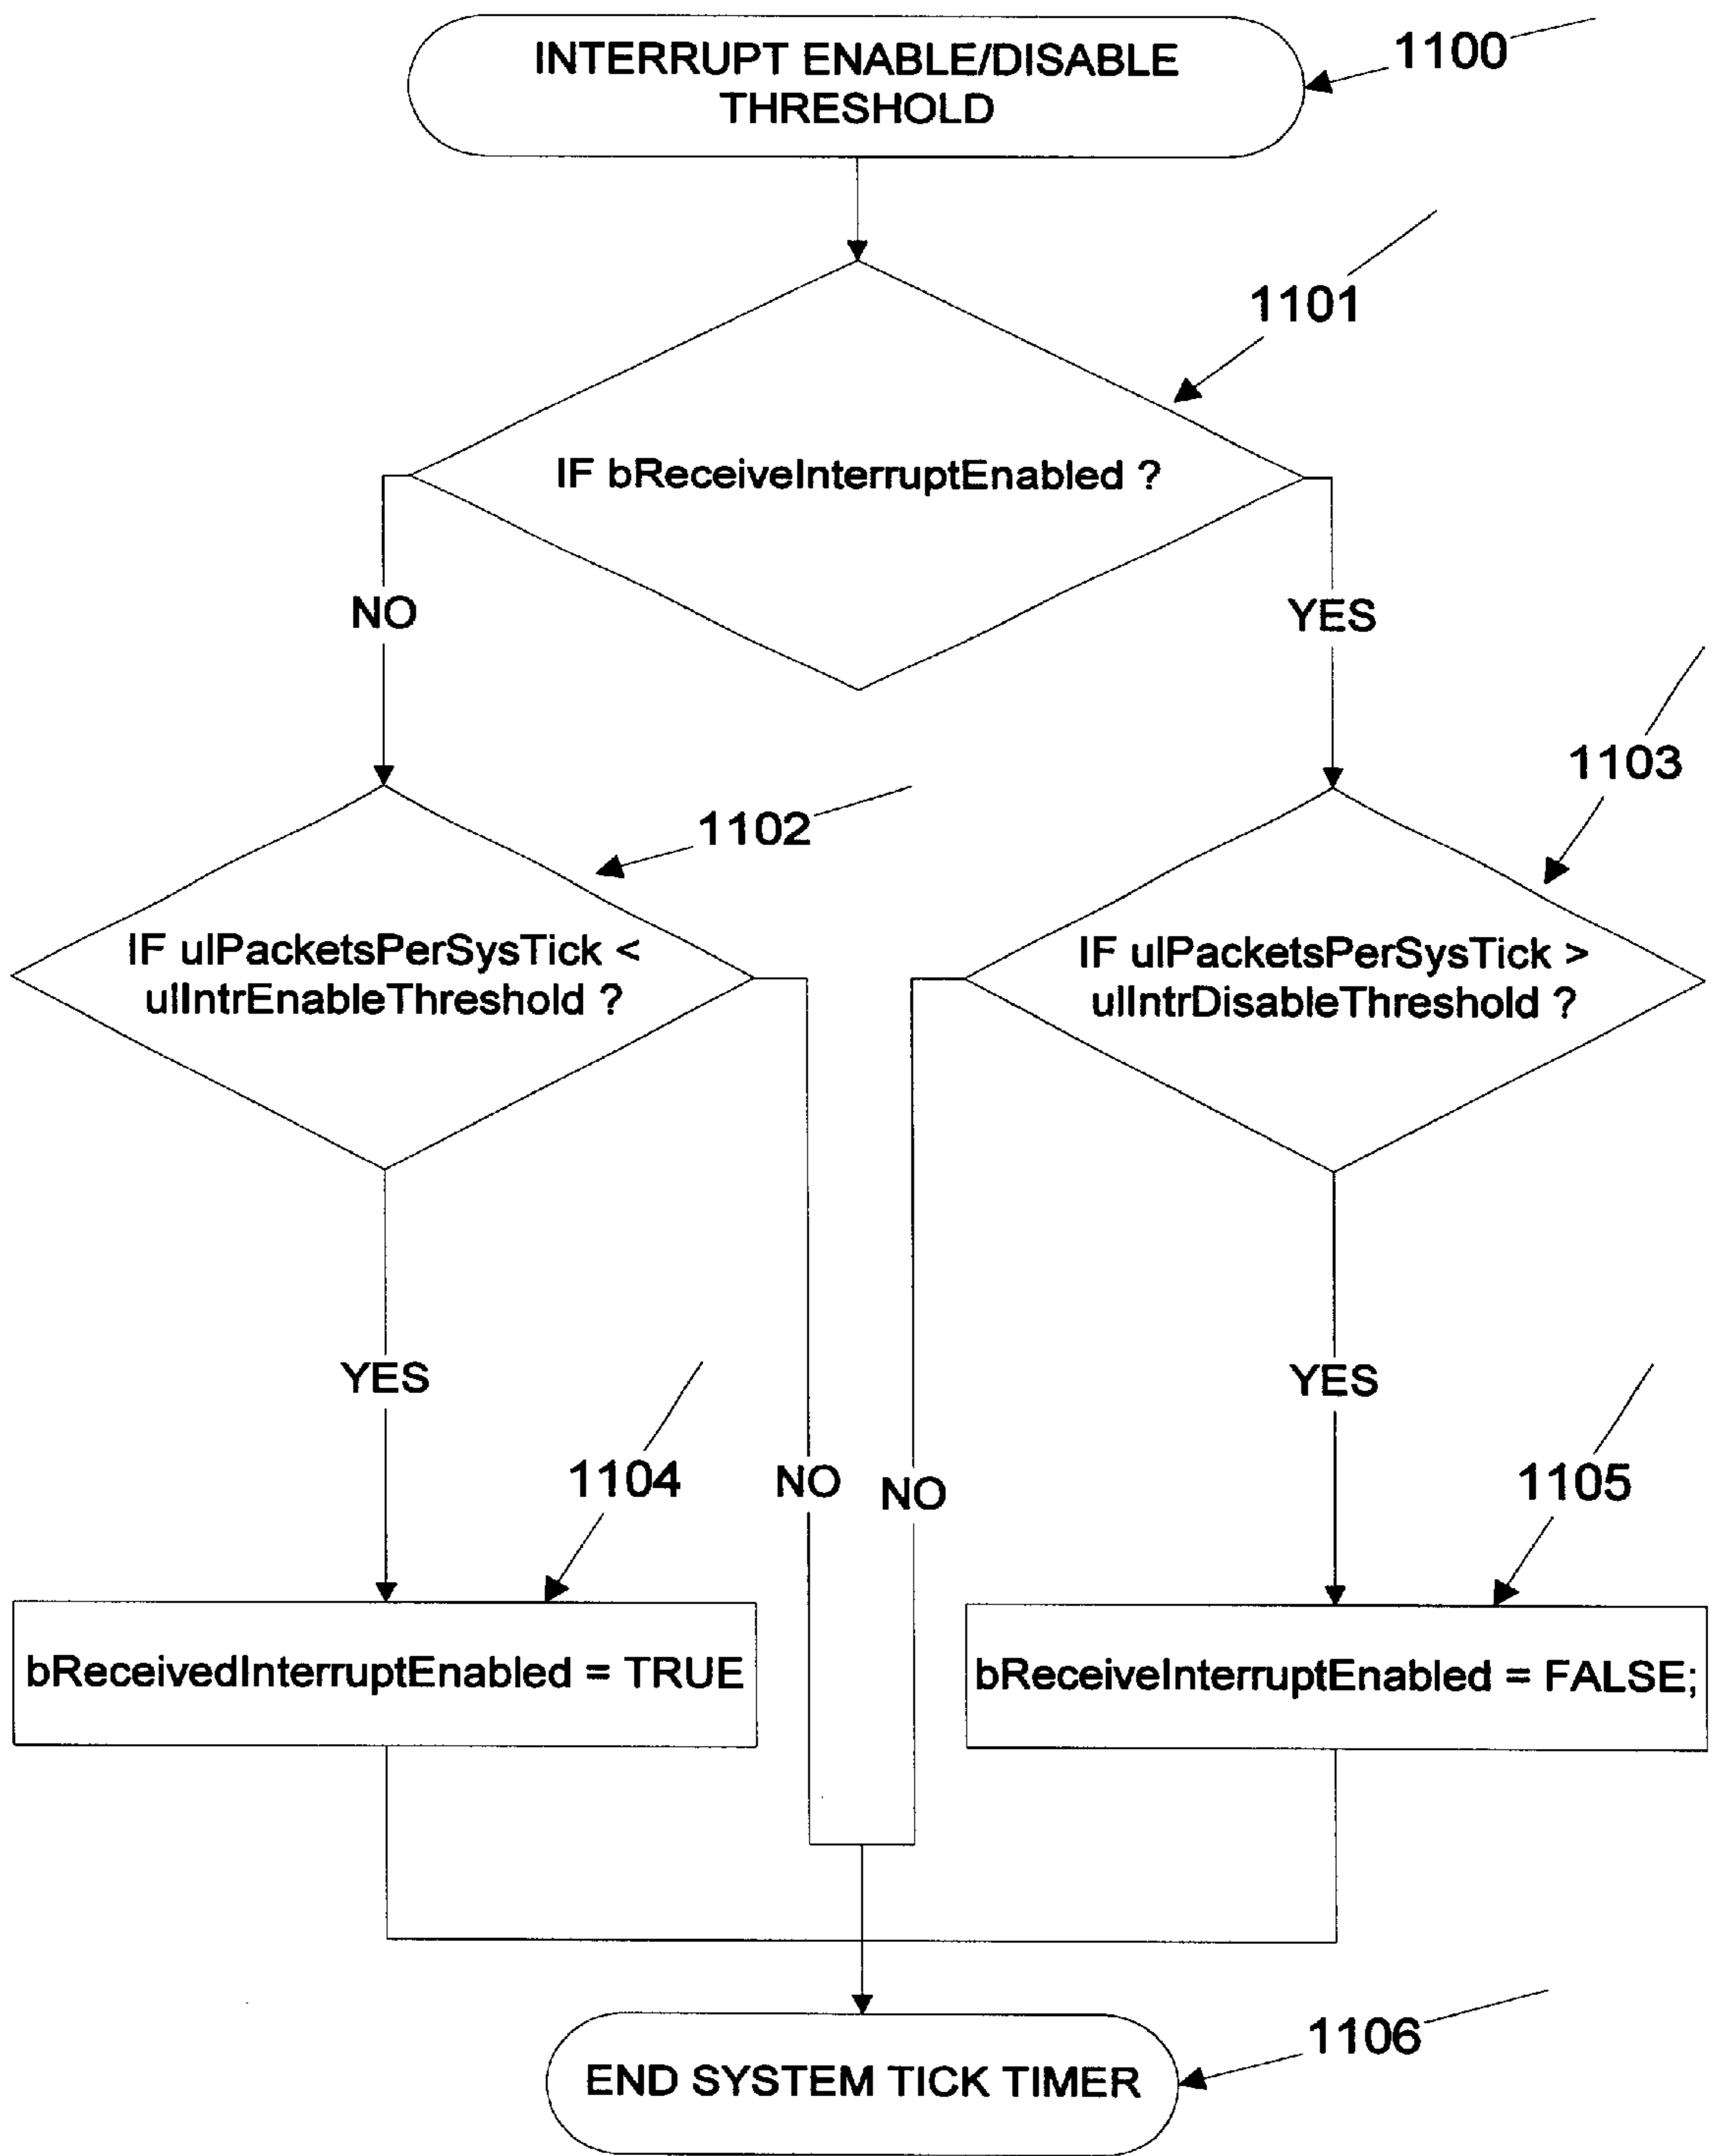 INTERRUPT ENABLE/DISABLE
THRESHOLD
1100
1101
IF bReceiveInterruptEnabled ?
NO
YES
1102
1103
IF ulPacketsPerSysTick <
ulIntrEnableThreshold ?
IF ulPacketsPerSysTick >
ulIntrDisableThreshold ?
YES
NO
NO
YES
1104
1105
bReceivedInterruptEnabled = TRUE
bReceiveInterruptEnabled = FALSE;
1106
END SYSTEM TICK TIMER